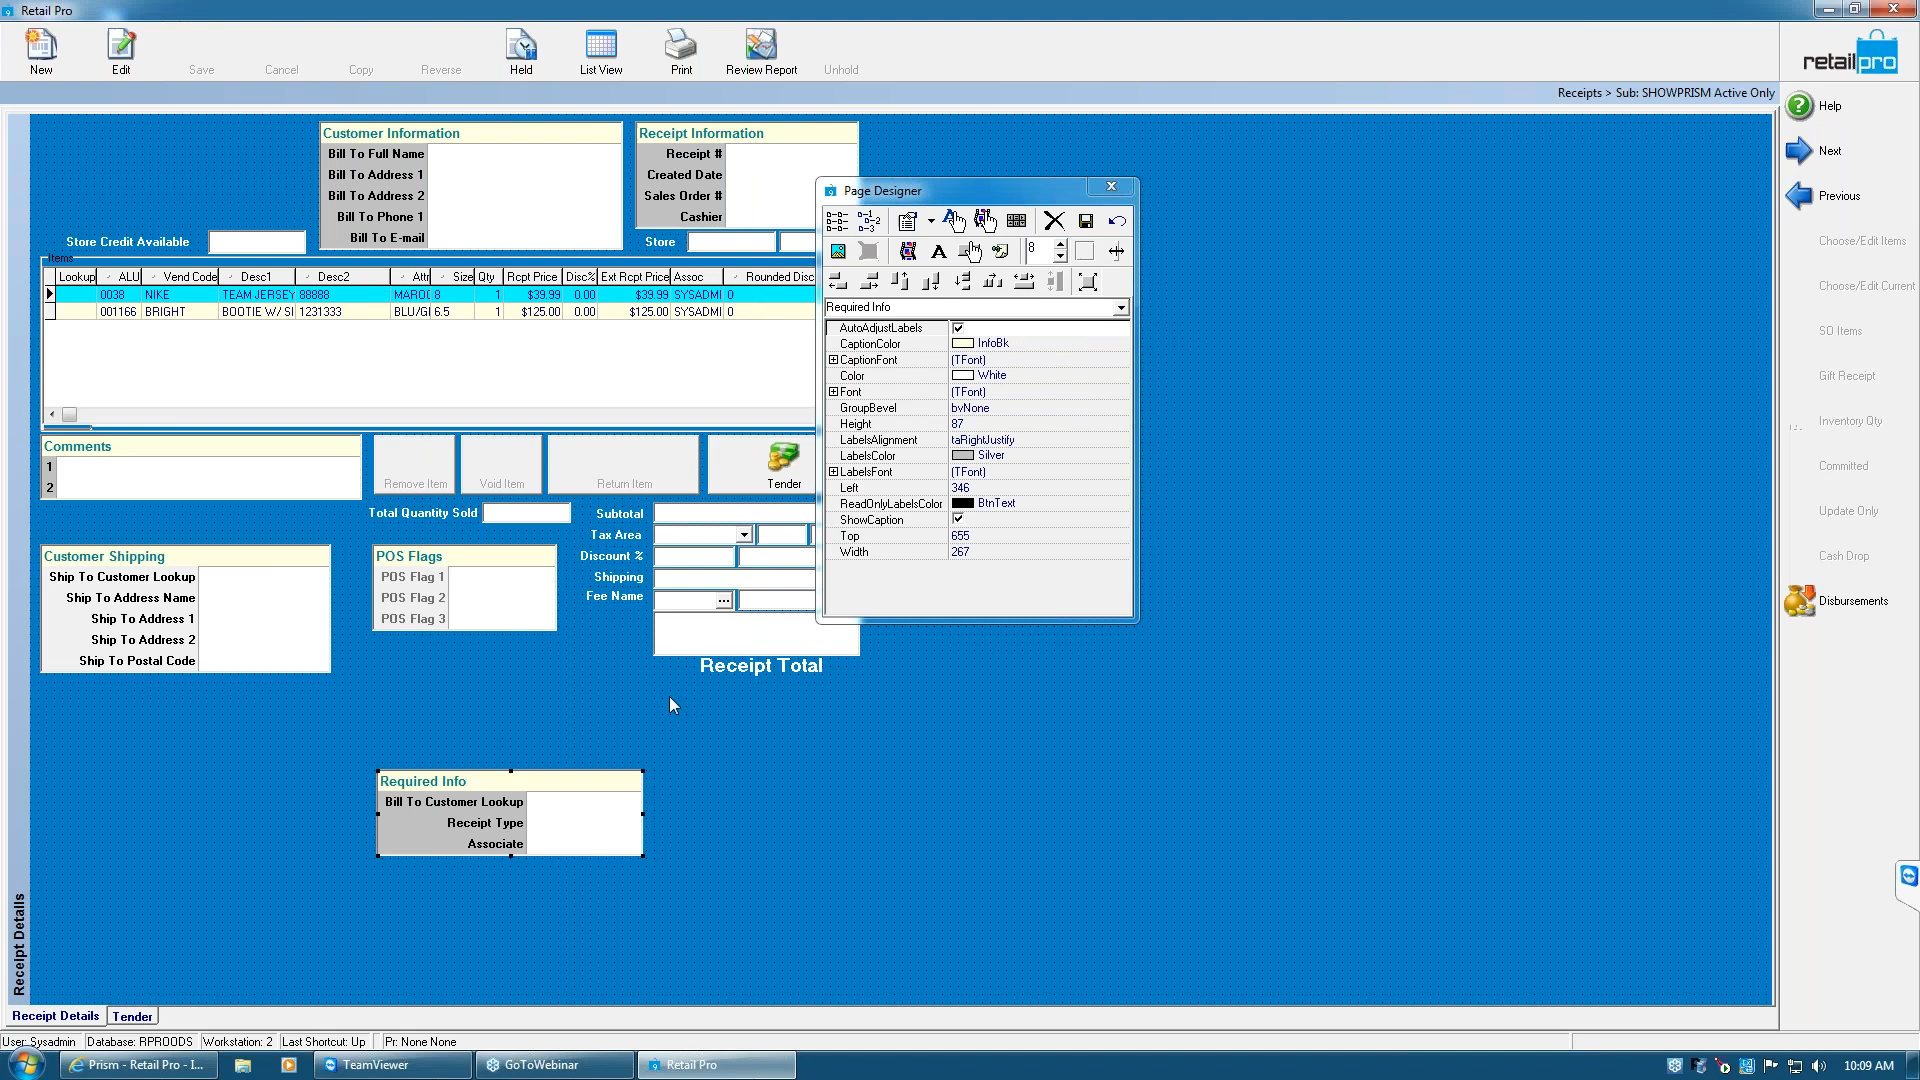 Retail Pro
New
Edit
Save
Cancel
Copy
Reverse
Held
List View
Print
Review Report
Unhold
retailpro
Receipts > Sub: SHOWPRISM Active Only
Help
Next
Previous
Choose/Edit Items
Choose/Edit Current
SO Items
Gift Receipt
Inventory Qty
Committed
Update Only
Cash Drop
Disbursements
Customer Information
Bill To Full Name
Bill To Address 1
Bill To Address 2
Bill To Phone 1
Bill To E-mail
Receipt Information
Receipt #
Created Date
Sales Order #
Cashier
Store Credit Available
Store
Items
Lookup ALU Vend Code Desc1 Desc2 Attr Size Qty Rcpt Price Disc% Ext Rcpt Price Assoc Rounded Disc
0038 NIKE TEAM JERSEY 88888 MAROC 8 1 $39.99 0.00 $39.99 SYSADMI 0
001166 BRIGHT BOOTIE W/ SI 1231333 BLU/GI 6.5 1 $125.00 0.00 $125.00 SYSADMI 0
Comments
1
2
Remove Item
Void Item
Return Item
Tender
Total Quantity Sold
Subtotal
Tax Area
Discount %
Shipping
Fee Name
Receipt Total
Customer Shipping
Ship To Customer Lookup
Ship To Address Name
Ship To Address 1
Ship To Address 2
Ship To Postal Code
POS Flags
POS Flag 1
POS Flag 2
POS Flag 3
Required Info
Bill To Customer Lookup
Receipt Type
Associate
Page Designer
8
Required Info
AutoAdjustLabels
CaptionColor InfoBk
CaptionFont (TFont)
Color White
Font (TFont)
GroupBevel bvNone
Height 87
LabelsAlignment taRightJustify
LabelsColor Silver
LabelsFont (TFont)
Left 346
ReadOnlyLabelsColor BtnText
ShowCaption
Top 655
Width 267
Receipt Details
Receipt Details
Tender
User: Sysadmin Database: RPROODS Workstation: 2 Last Shortcut: Up Pr: None None
Prism - Retail Pro - I...
TeamViewer
GoToWebinar
Retail Pro
10:09 AM